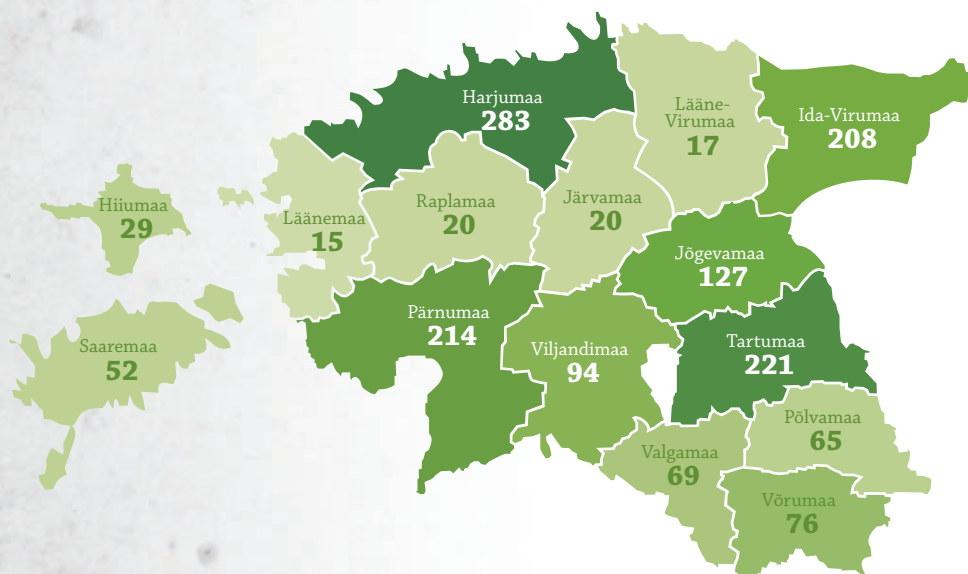 Harjumaa
283
Lääne-
Virumaa
17
Ida-Virumaa
208
Hiiumaa
29
Läänemaa
15
Raplamaa
20
Järvamaa
20
Jõgevamaa
127
Saaremaa
52
Pärnumaa
214
Viljandimaa
94
Tartumaa
221
Põlvamaa
65
Valgamaa
69
Võrumaa
76